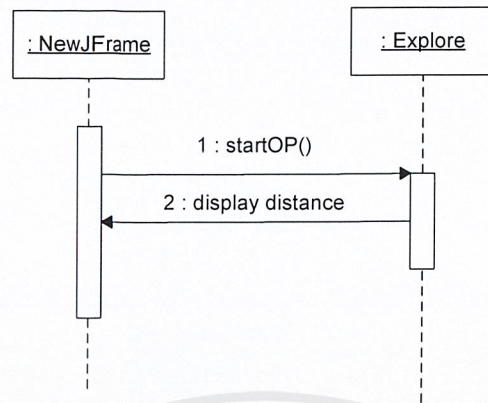 : NewJFrame
: Explore
1 : startOP()
2 : display distance